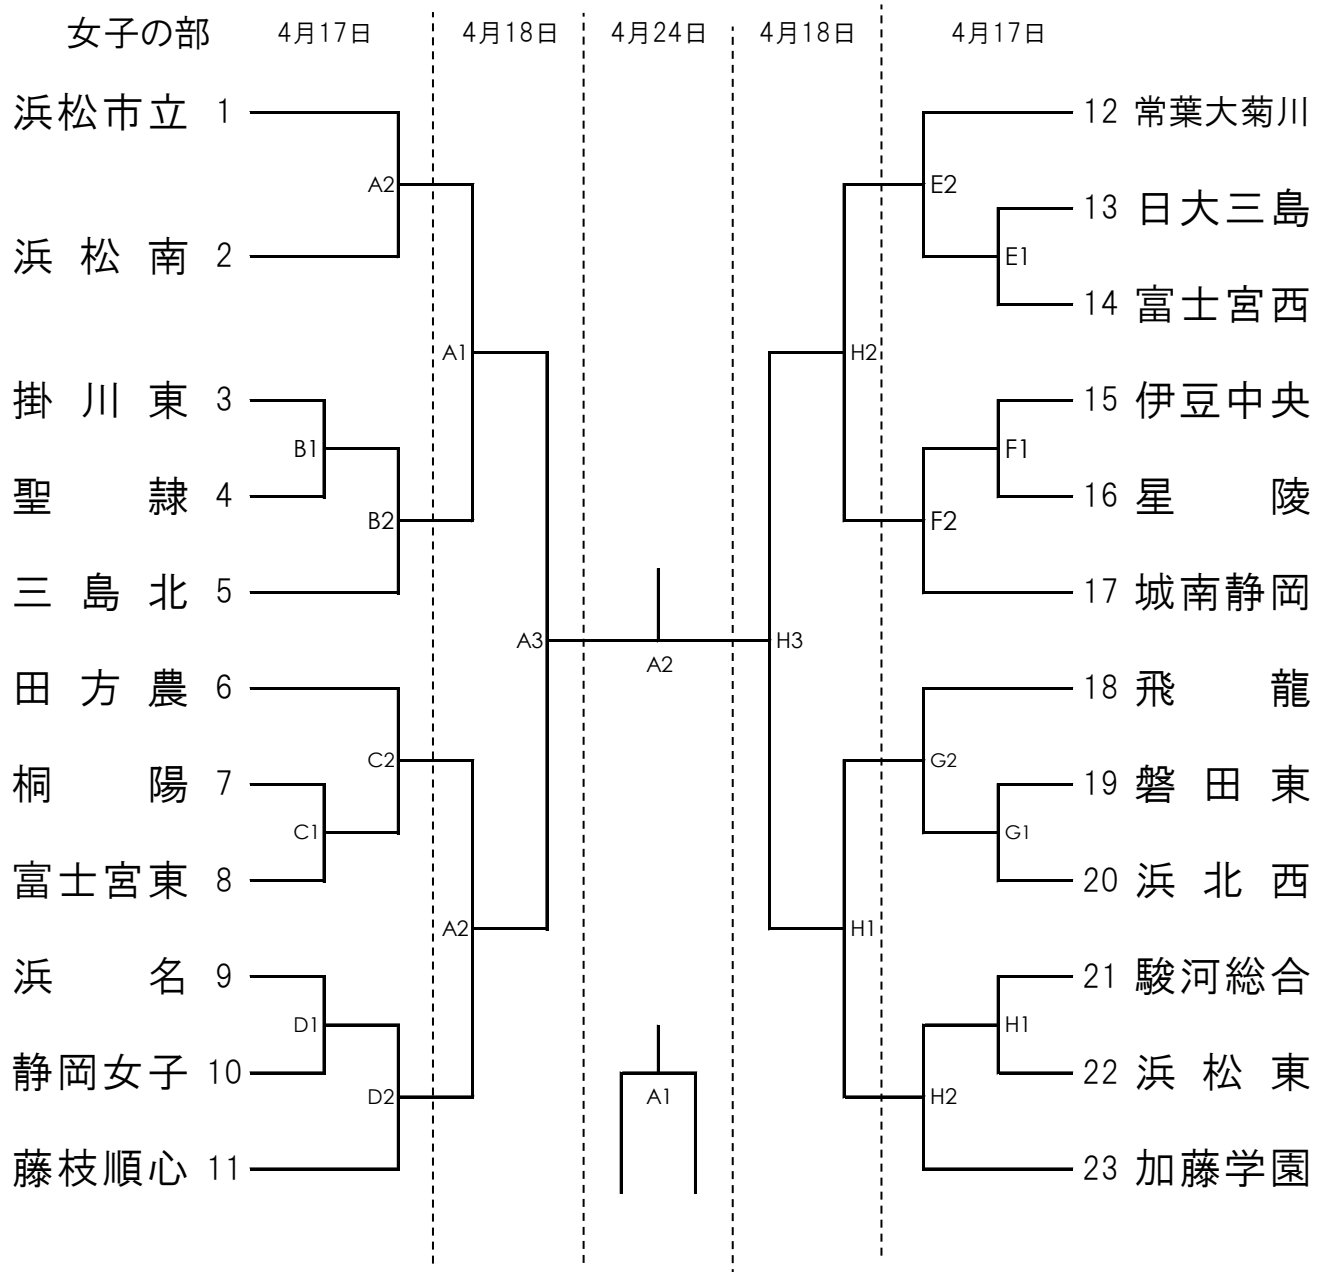 女子の部 4月17日 4月18日 4月24日 4月18日 4月17日
浜松市立 1
12 常葉大菊川
A2
E2
13 日大三島
浜松南 2
E1
14 富士宮西
A1
H2
掛川東 3
15 伊豆中央
B1
F1
聖隷 4
16 星陵
B2
F2
三島北 5
17 城南静岡
A3
A2
H3
田方農 6
18 飛龍
C2
G2
桐陽 7
19 磐田東
C1
G1
富士宮東 8
20 浜北西
A2
H1
浜名 9
21 駿河総合
D1
H1
静岡女子 10
22 浜松東
D2
A1
H2
藤枝順心 11
23 加藤学園